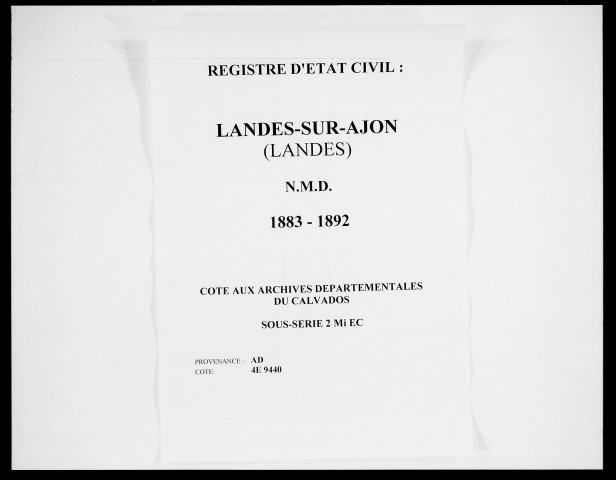 REGISTRE D'ETAT CIVIL :
LANDES-SUR-AJON
(LANDES)
N.M.D.
1883 - 1892
COTE AUX ARCHIVES DEPARTEMENTALES
DU CALVADOS
SOUS-SERIE 2 Mi EC
PROVENANCE : AD
COTE: 4E 9440